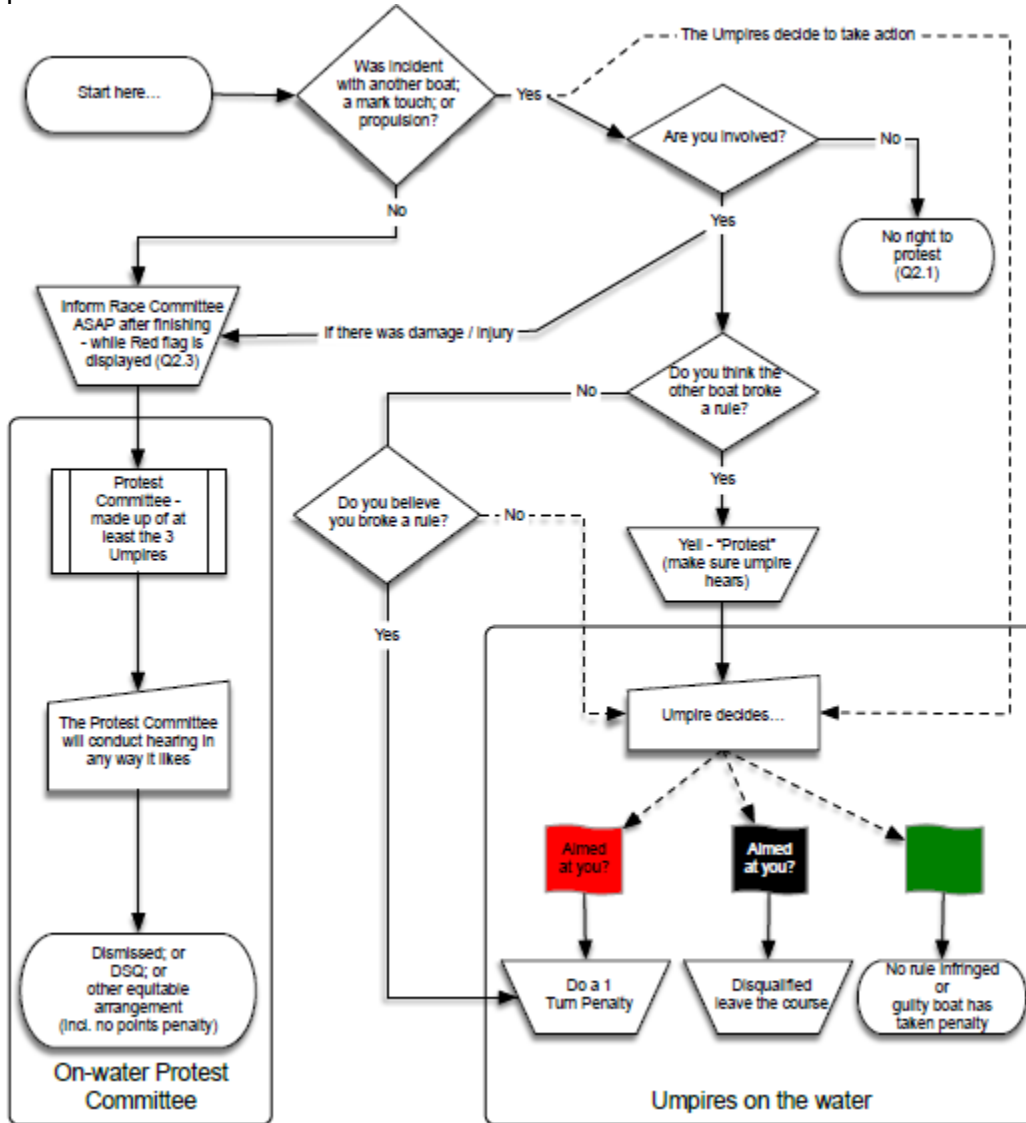 The Umpires decide to take action
Was incident
with another boat;
a mark touch; or
propulsion?
Start here...
Yes
Are you involved?
No
No
Yes
No right to
protest
(Q2.1)
Inform Race Committee
ASAP after finishing
- while Red flag is
displayed (Q2.3)
If there was damage / Injury
Do you think the
other boat broke
a rule?
No
Yes
Protest
Committee -
made up of at
least the 3
Umpires
Do you believe
you broke a rule?
No
Yell - "Protest"
(make sure umpire
hears)
Yes
The Protest Committee
will conduct hearing in
any way it likes
Umpire decides...
Aimed
at you?
Aimed
at you?
Dismissed; or
DSQ; or
other equitable
arrangement
(Incl. no points penalty)
Do a 1
Turn Penalty
Disqualified
leave the course
No rule infringed
or
guilty boat has
taken penalty
On-water Protest
Committee
Umpires on the water